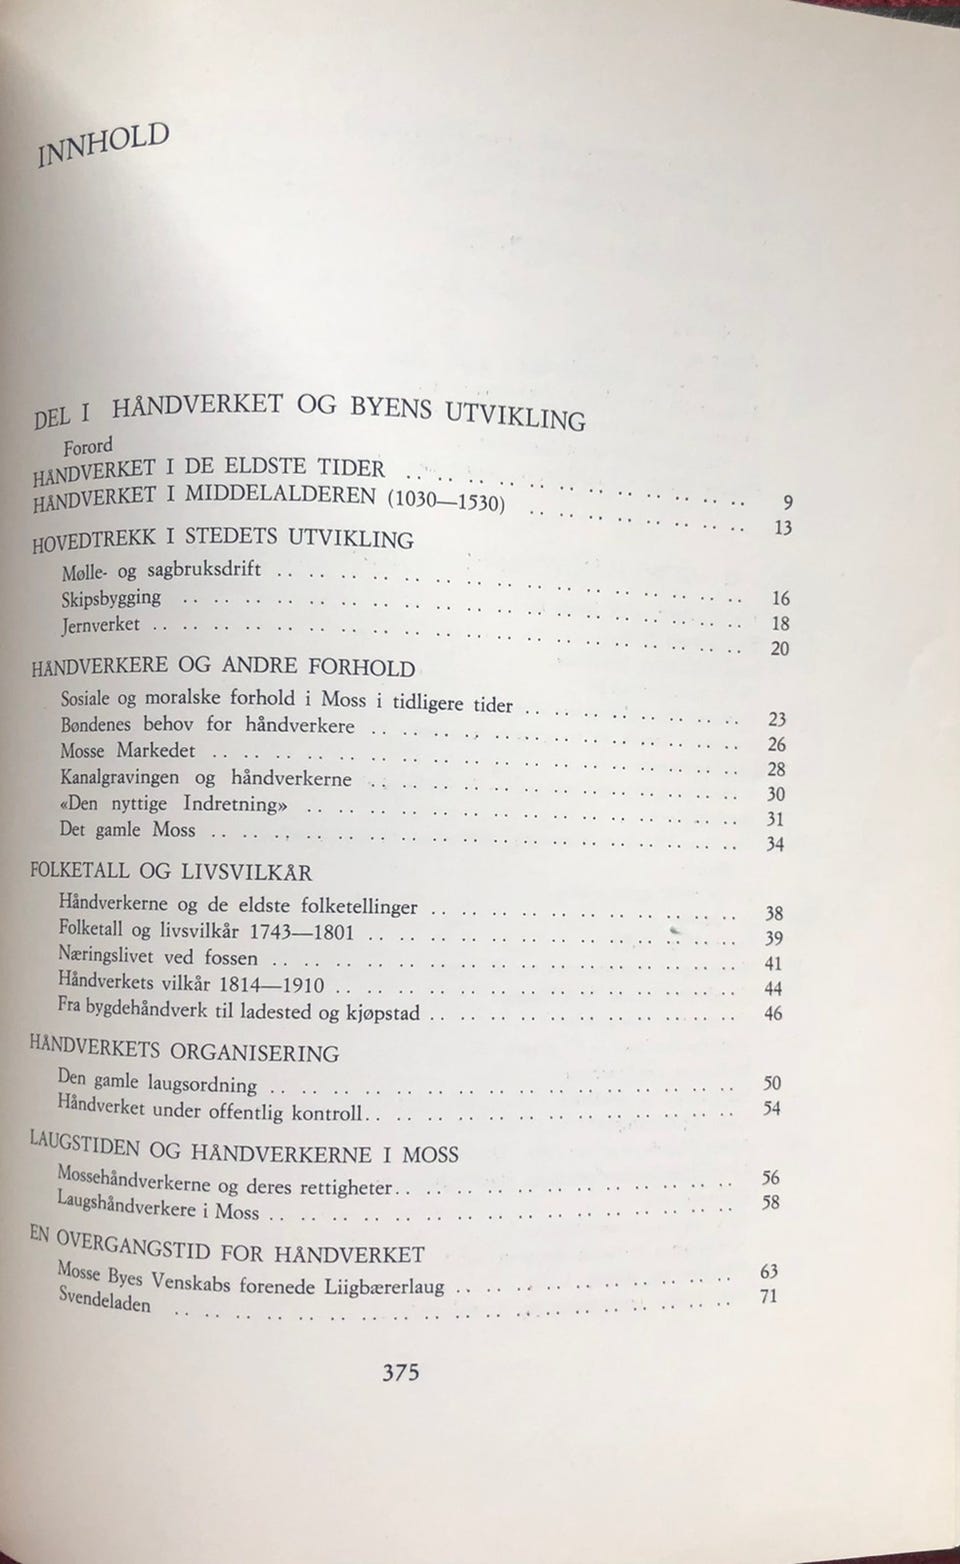 INNHOLD
DEL I HÅNDVERKET OG BYENS UTVIKLING
Forord
HÅNDVERKET I DE ELDSTE TIDER .. .. .. .. .. .. .. .. .. .. .. 9
HÅNDVERKET I MIDDELALDEREN (1030—1530) .. .. .. .. .. .. .. 13
HOVEDTREKK I STEDETS UTVIKLING
Mølle- og sagbruksdrift .. .. .. .. .. .. .. .. .. .. .. .. .. .. .. 16
Skipsbygging .. .. .. .. .. .. .. .. .. .. .. .. .. .. .. .. .. .. 18
Jernverket .. .. .. .. .. .. .. .. .. .. .. .. .. .. .. .. .. .. .. 20
HÅNDVERKERE OG ANDRE FORHOLD
Sosiale og moralske forhold i Moss i tidligere tider .. .. .. .. .. .. .. 23
Bøndenes behov for håndverkere .. .. .. .. .. .. .. .. .. .. .. .. 26
Mosse Markedet .. .. .. .. .. .. .. .. .. .. .. .. .. .. .. .. .. 28
Kanalgravingen og håndverkerne .. .. .. .. .. .. .. .. .. .. .. .. 30
«Den nyttige Indretning» .. .. .. .. .. .. .. .. .. .. .. .. .. .. 31
Det gamle Moss .. .. .. .. .. .. .. .. .. .. .. .. .. .. .. .. .. 34
FOLKETALL OG LIVSVILKÅR
Håndverkerne og de eldste folketellinger .. .. .. .. .. .. .. .. .. .. 38
Folketall og livsvilkår 1743—1801 .. .. .. .. .. .. .. .. .. .. .. .. 39
Næringslivet ved fossen .. .. .. .. .. .. .. .. .. .. .. .. .. .. .. 41
Håndverkets vilkår 1814—1910 .. .. .. .. .. .. .. .. .. .. .. .. .. 44
Fra bygdehåndverk til ladested og kjøpstad .. .. .. .. .. .. .. .. .. .. 46
HÅNDVERKETS ORGANISERING
Den gamle laugsordning .. .. .. .. .. .. .. .. .. .. .. .. .. .. .. 50
Håndverket under offentlig kontroll.. .. .. .. .. .. .. .. .. .. .. .. 54
LAUGSTIDEN OG HÅNDVERKERNE I MOSS
Mossehåndverkerne og deres rettigheter.. .. .. .. .. .. .. .. .. .. .. 56
Laugshåndverkere i Moss .. .. .. .. .. .. .. .. .. .. .. .. .. .. .. 58
EN OVERGANGSTID FOR HÅNDVERKET
Mosse Byes Venskabs forenede Liigbærerlaug .. .. .. .. .. .. .. .. .. 63
Svendeladen .. .. .. .. .. .. .. .. .. .. .. .. .. .. .. .. .. .. 71
375